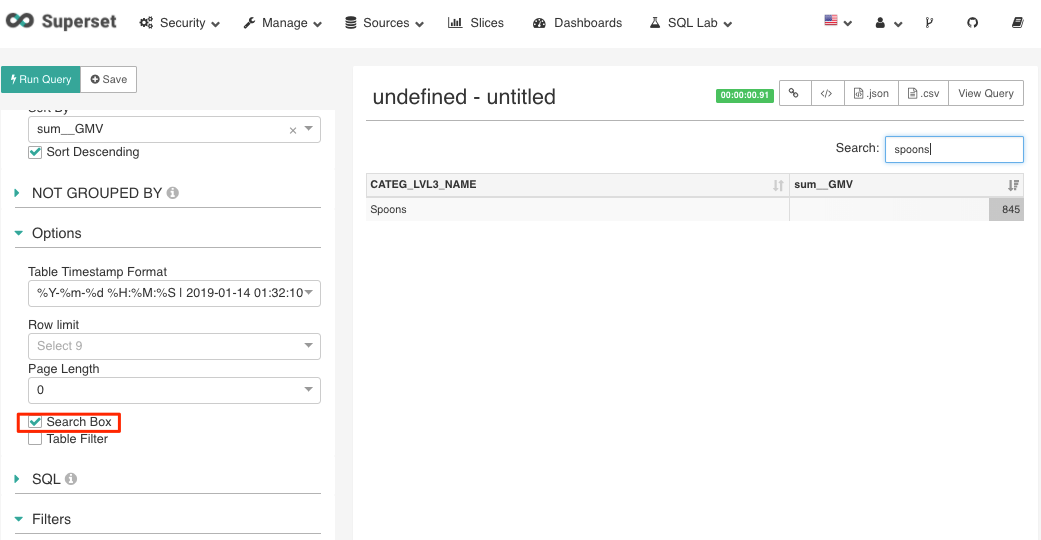 Superset Security Manage Sources Slices Dashboards SQL Lab
Run Query Save
Sort By
sum__GMV
Sort Descending
NOT GROUPED BY
Options
Table Timestamp Format
%Y-%m-%d %H:%M:%S | 2019-01-14 01:32:10
Row limit
Select 9
Page Length
0
Search Box
Table Filter
SQL
Filters
undefined - untitled
00:00:00.91 </> .json .csv View Query
Search: spoons
CATEG_LVL3_NAME sum__GMV
Spoons 845